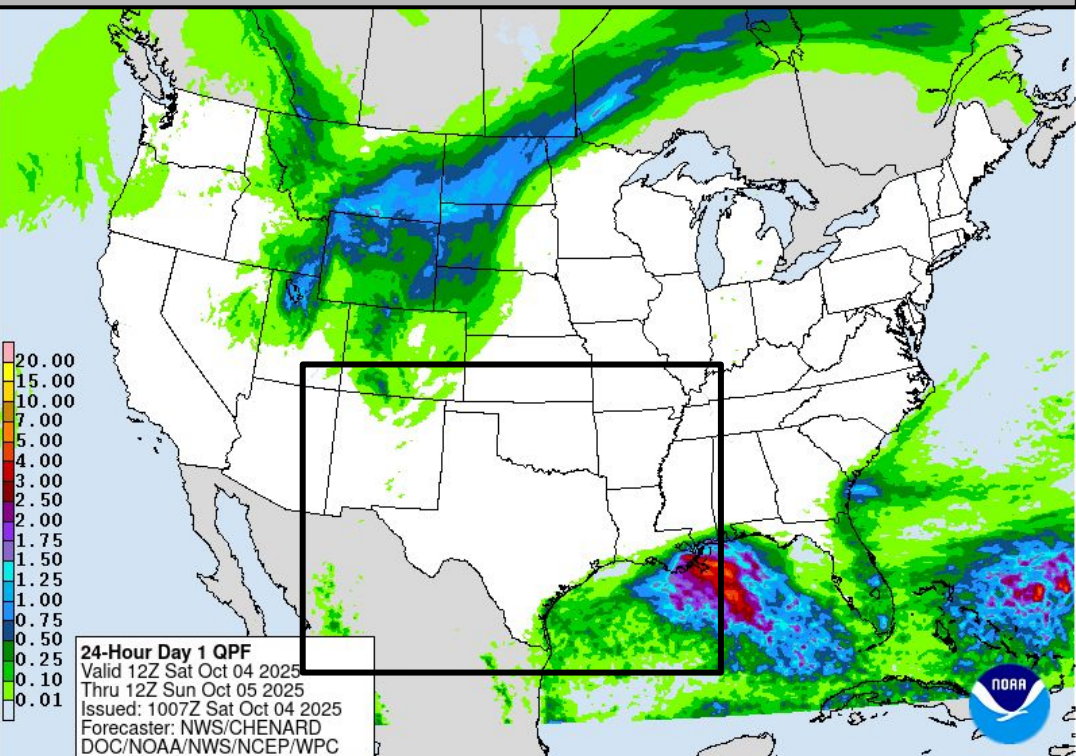 20.00
15.00
10.00
7.00
5.00
4.00
3.00
2.50
2.00
1.75
1.50
1.25
1.00
0.75
0.50
0.25
0.10
0.01
24-Hour Day 1 QPF
Valid 12Z Sat Oct 04 2025
Thru 12Z Sun Oct 05 2025
Issued: 1007Z Sat Oct 04 2025
Forecaster: NWS/CHENARD
DOC/NOAA/NWS/NCEP/WPC
NOAA